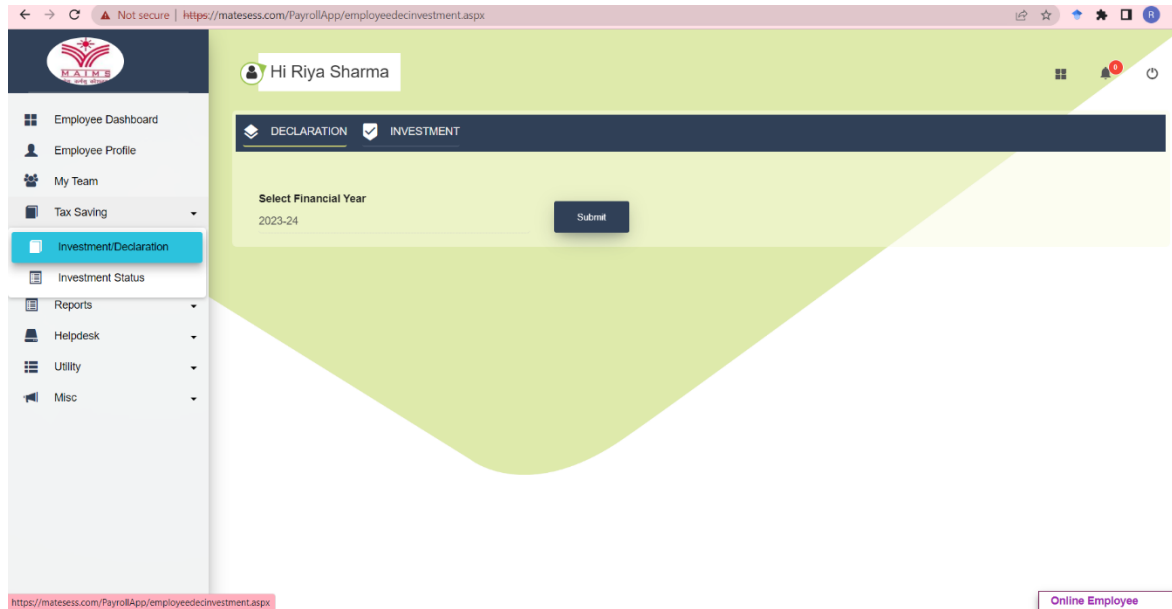 Not secure | https://matesess.com/PayrollApp/employeedecinvestment.aspx
R
MAIMS
Hi Riya Sharma
0
Employee Dashboard
Employee Profile
My Team
Tax Saving
Investment/Declaration
Investment Status
Reports
Helpdesk
Utility
Misc
DECLARATION
INVESTMENT
Select Financial Year
2023-24
Submit
https://matesess.com/PayrollApp/employeedecinvestment.aspx
Online Employee